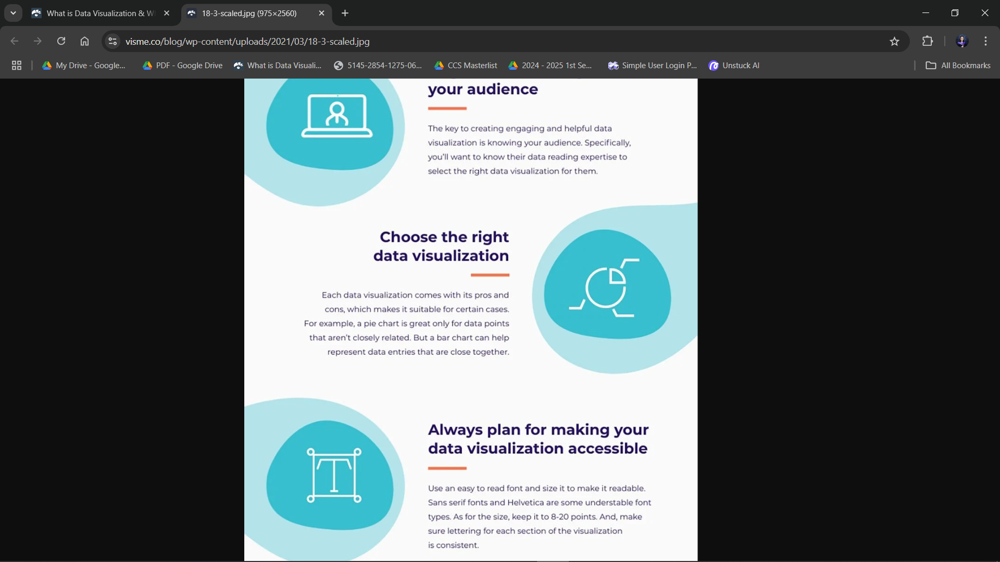 What is Data Visualization & W
18-3-scaled.jpg (975×2560)
visme.co/blog/wp-content/uploads/2021/03/18-3-scaled.jpg
My Drive - Google...
PDF - Google Drive
What is Data Visuali...
5145-2854-1275-06...
CCS Masterlist
2024 - 2025 1st Se...
Simple User Login P...
Unstuck AI
All Bookmarks
your audience
The key to creating engaging and helpful data
visualization is knowing your audience. Specifically,
you'll want to know their data reading expertise to
select the right data visualization for them.
Choose the right
data visualization
Each data visualization comes with its pros and
cons, which makes it suitable for certain cases.
For example, a pie chart is great only for data points
that aren't closely related. But a bar chart can help
represent data entries that are close together.
T
Always plan for making your
data visualization accessible
Use an easy to read font and size it to make it readable.
Sans serif fonts and Helvetica are some understable font
types. As for the size, keep it to 8-20 points. And, make
sure lettering for each section of the visualization
is consistent.